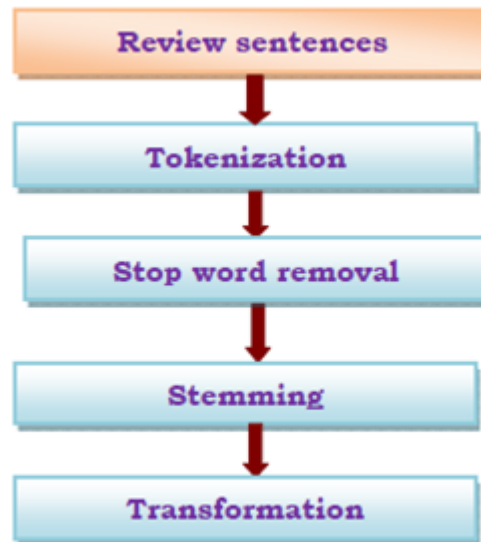 Review sentences
Tokenization
Stop word removal
Stemming
Transformation